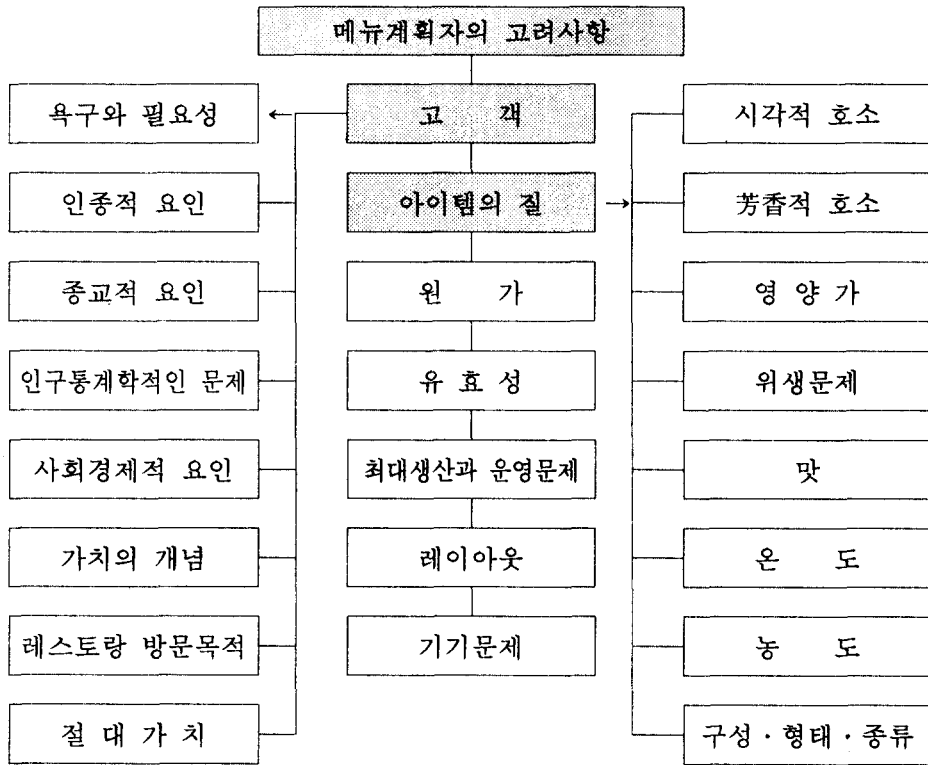 메뉴계획자의 고려사항
욕구와 필요성
고 객
시각적 호소
인종적 요인
아이템의 질
芳香적 호소
종교적 요인
원 가
영 양 가
인구통계학적인 문제
유 효 성
위생문제
사회경제적 요인
최대생산과 운영문제
맛
가치의 개념
레이아웃
온 도
레스토랑 방문목적
기기문제
농 도
절 대 가 치
구성 · 형태 · 종류